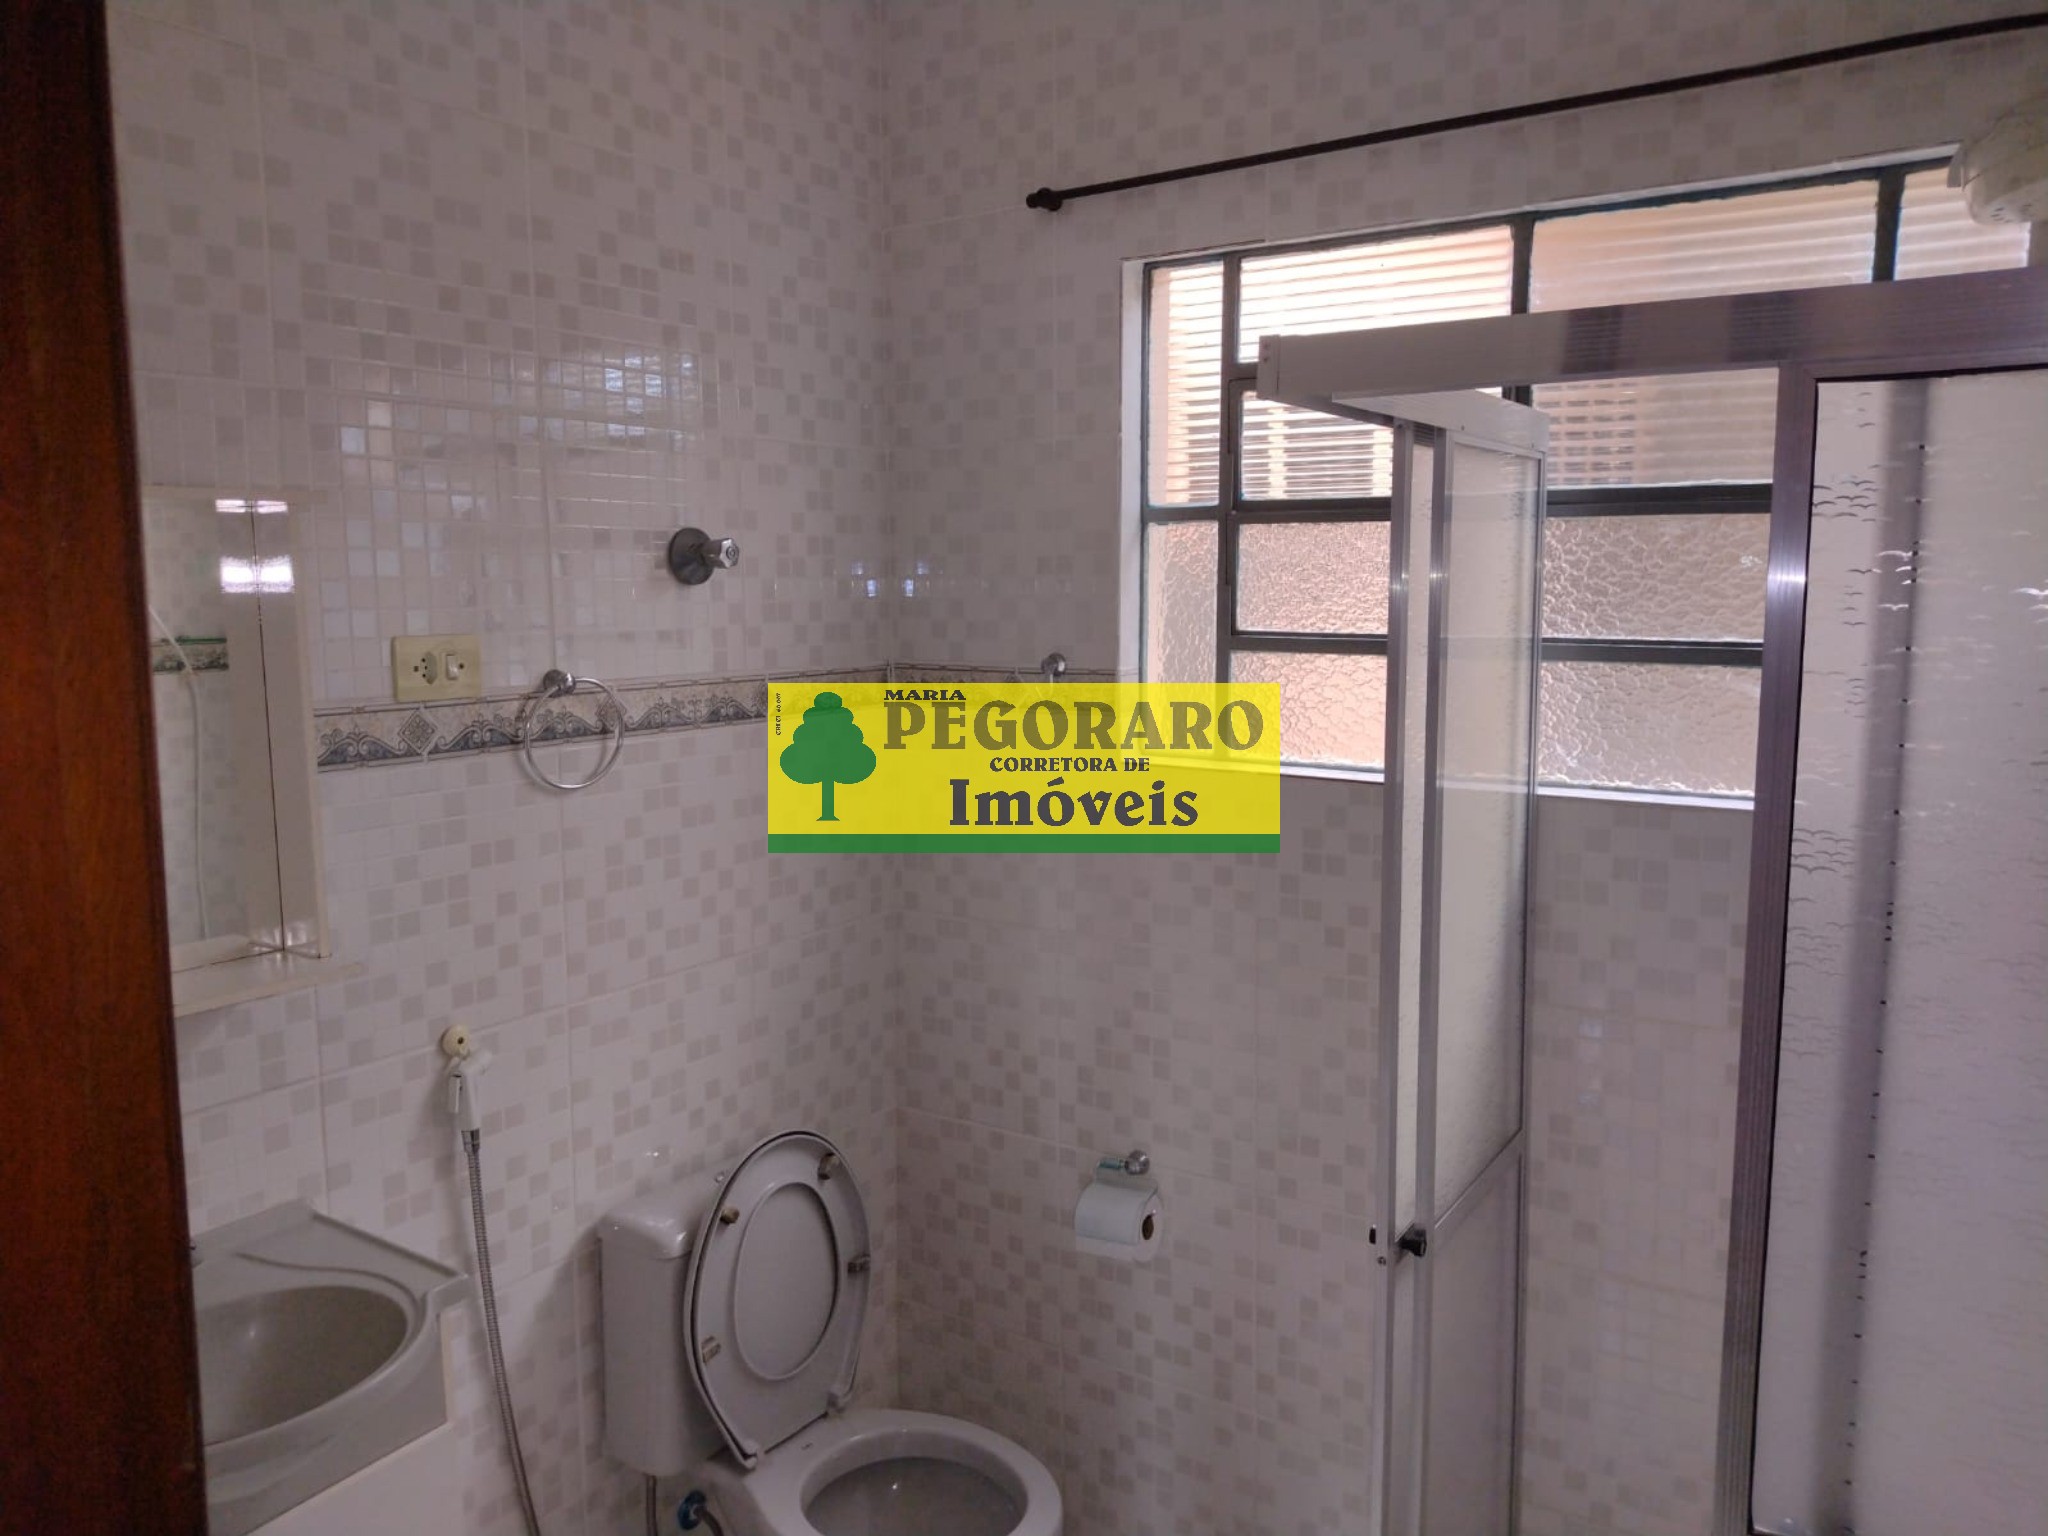 MARIA
PEGORARO
CORRETORA DE
Imóveis